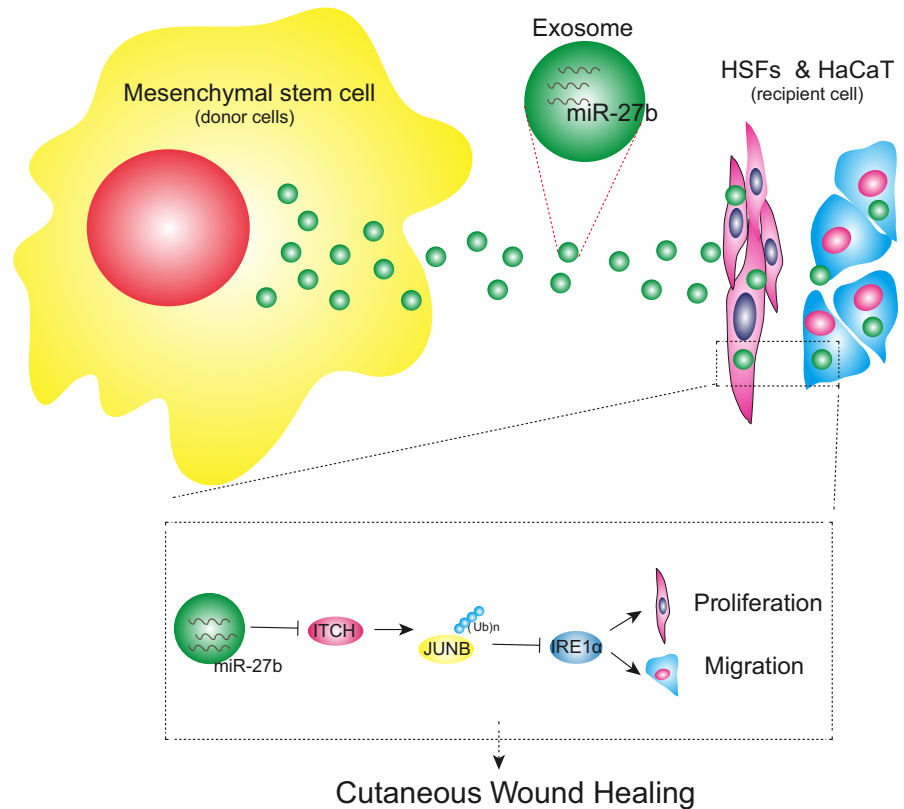 Exosome
miR-27b
Mesenchymal stem cell
(donor cells)
HSFs & HaCaT
(recipient cell)
miR-27b
ITCH
(Ub)n
JUNB
IRE1α
Proliferation
Migration
Cutaneous Wound Healing